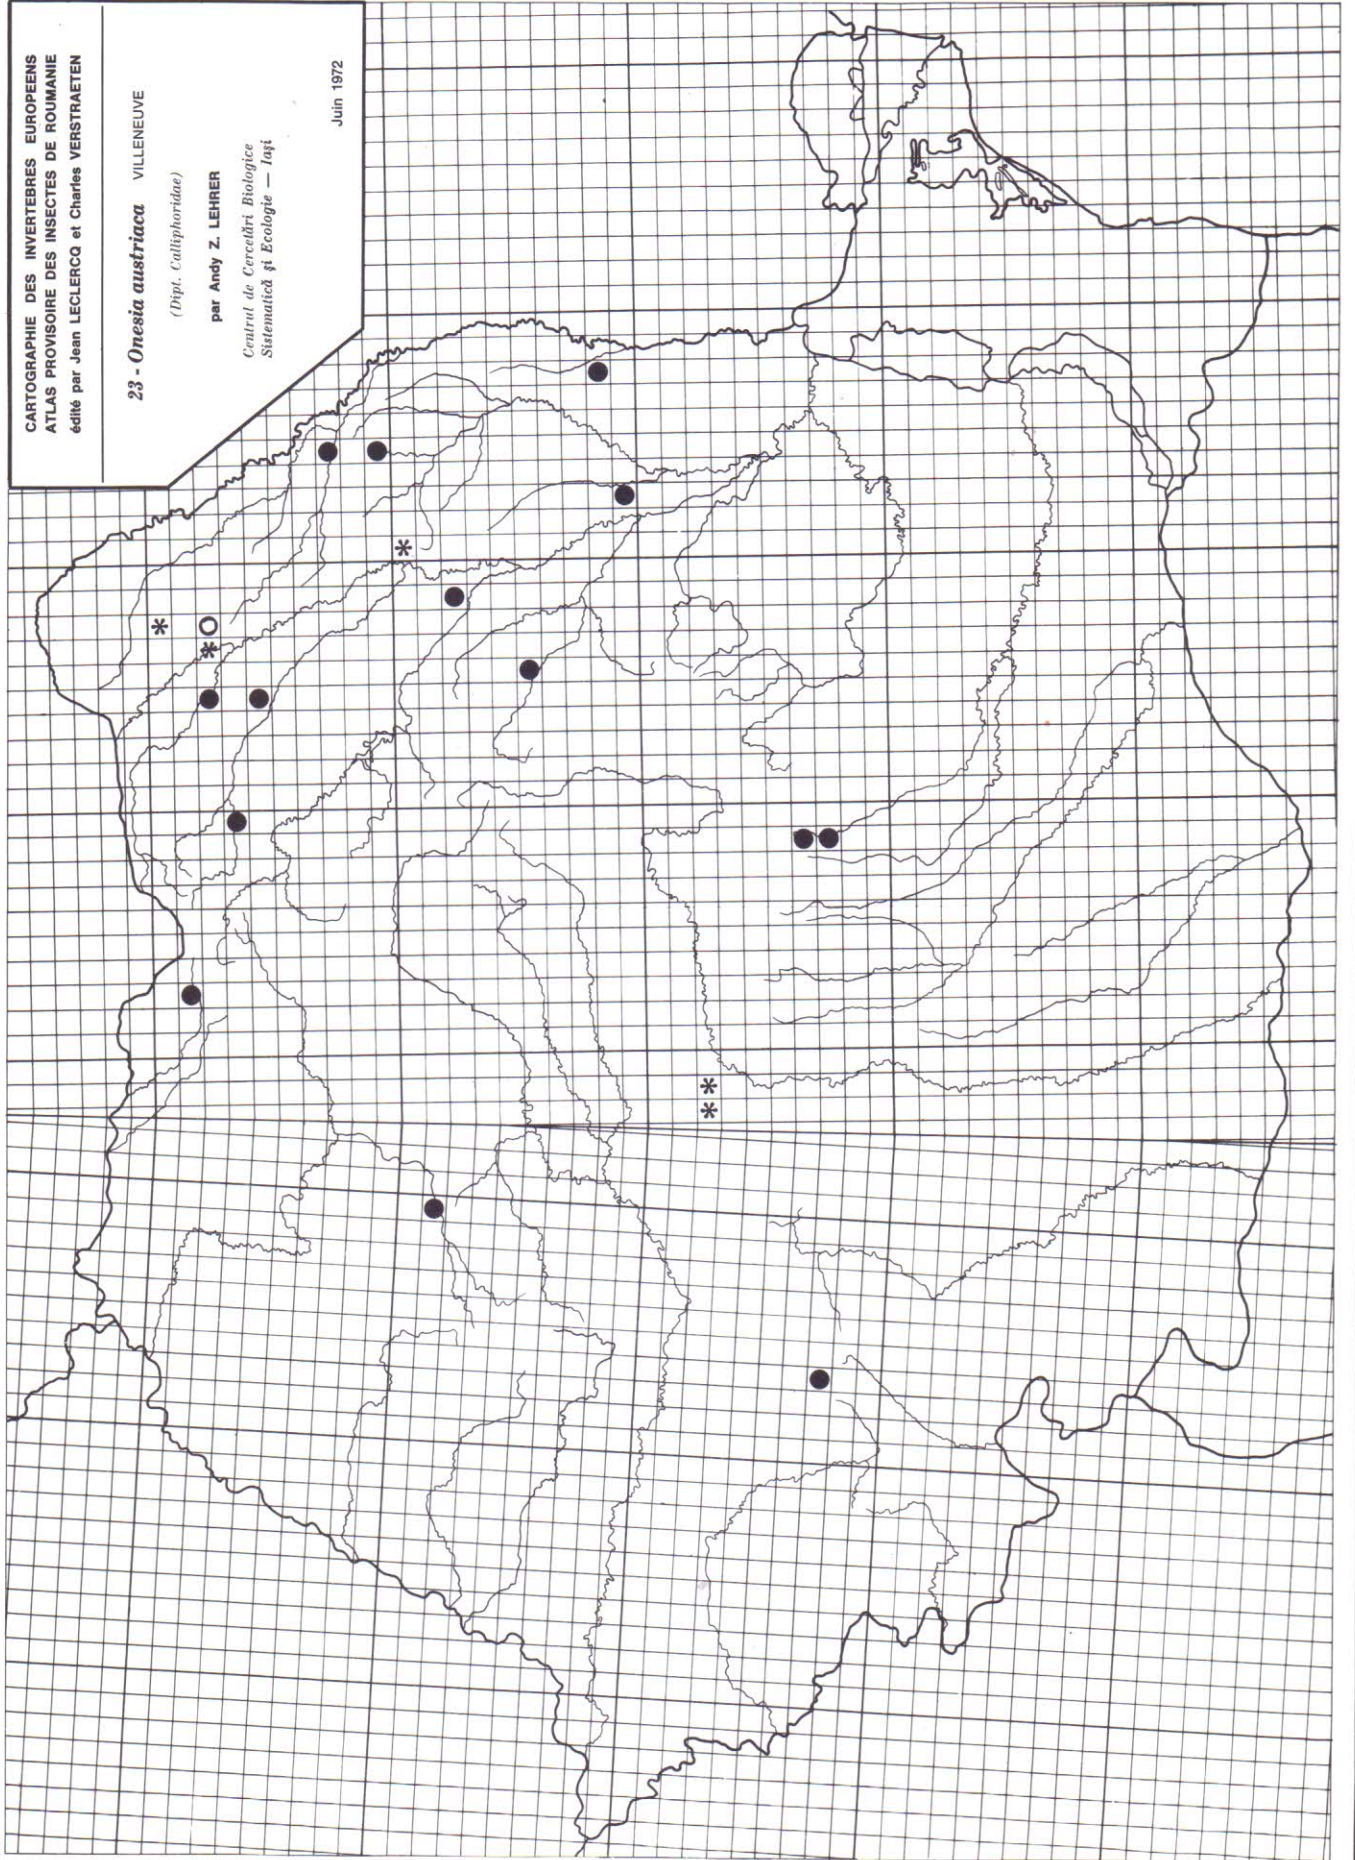 CARTOGRAPHIE DES INVERTEBRES EUROPEENS
ATLAS PROVISOIRE DES INSECTES DE ROUMANIE
édité par Jean LECLERCQ et Charles VERSTRAETEN
23 - Onesia austriaca VILLENEUVE
(Dipt. Calliphoridae)
par Andy Z. LEHRER
Centrul de Cercetări Biologice
Sistematică şi Ecologie — Iaşi
Juin 1972